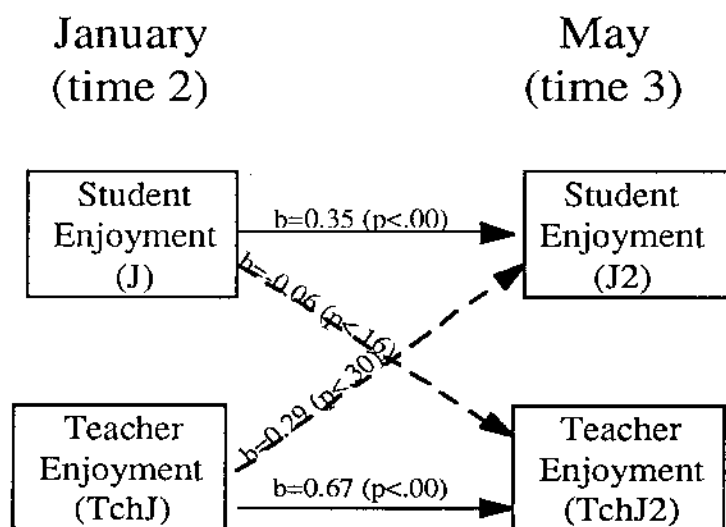 January
(time 2)
May
(time 3)
Student
Enjoyment
(J)
b=0.35 (p<.00)
Student
Enjoyment
(J2)
b=-0.06 (p<.16)
b=0.29 (p<.30)
Teacher
Enjoyment
(TchJ)
b=0.67 (p<.00)
Teacher
Enjoyment
(TchJ2)